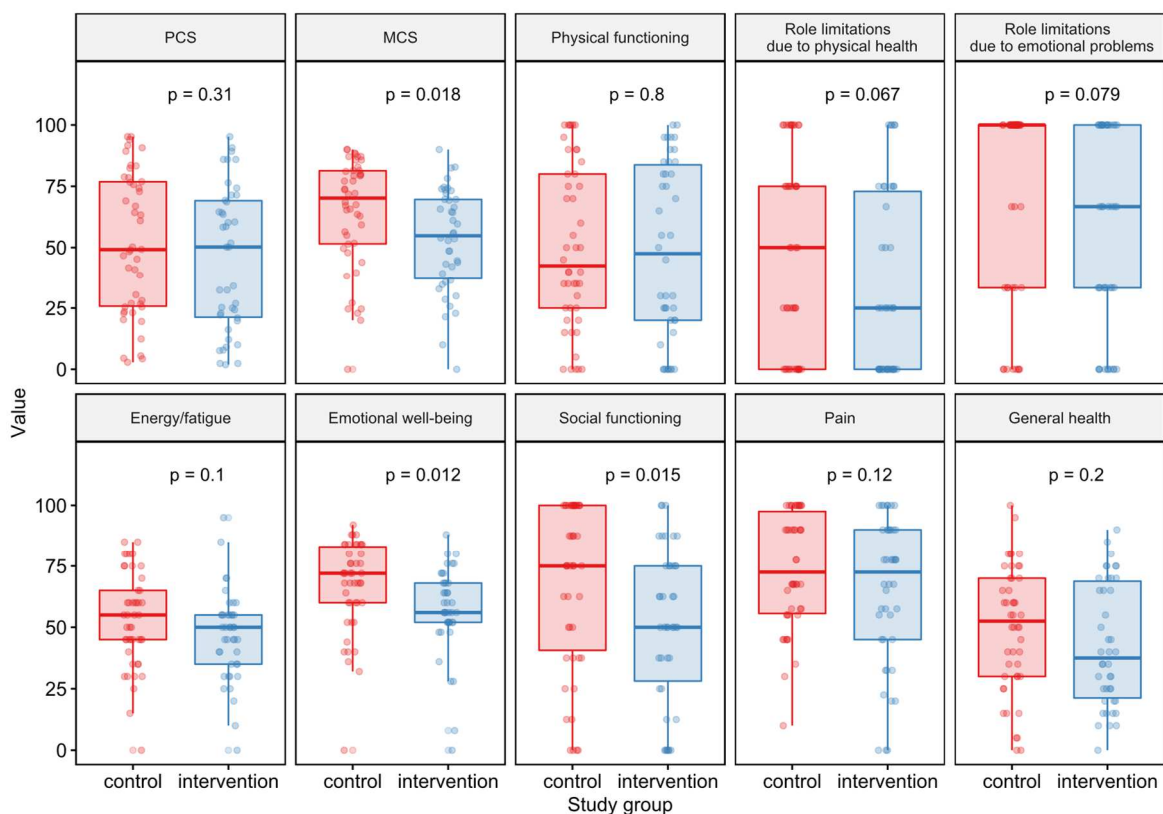 PCS
MCS
Physical functioning
Role limitations
due to physical health
Role limitations
due to emotional problems
p = 0.31
p = 0.018
p = 0.8
p = 0.067
p = 0.079
100
75
50
25
0
Value
Energy/fatigue
Emotional well-being
Social functioning
Pain
General health
p = 0.1
p = 0.012
p = 0.015
p = 0.12
p = 0.2
100
75
50
25
0
control intervention
control intervention
control intervention
control intervention
control intervention
Study group